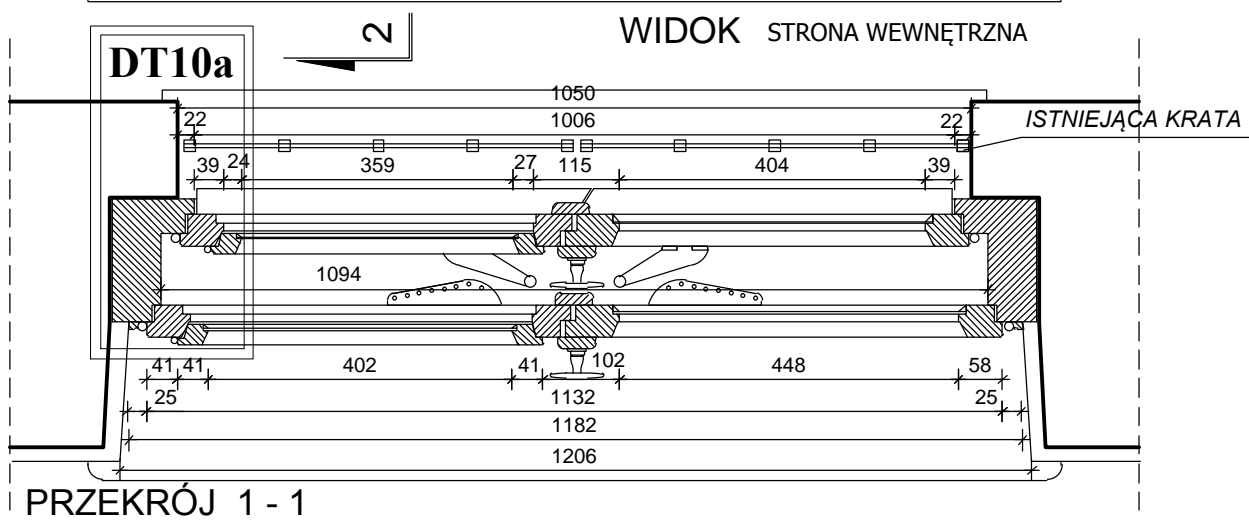 2
WIDOK STRONA WEWNĘTRZNA
DT10a
1050
22 1006 22
ISTNIEJĄCA KRATA
39 24 359 27 115 404 39
1094
41 41 402 41 102 448 58
25 1132 25
1182
1206
PRZEKRÓJ 1 - 1